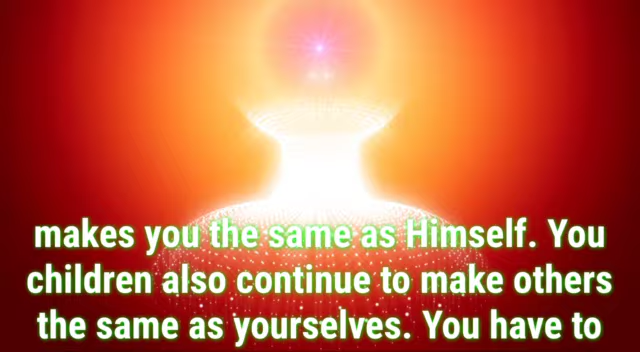 makes you the same as Himself. You
children also continue to make others
the same as yourselves. You have to